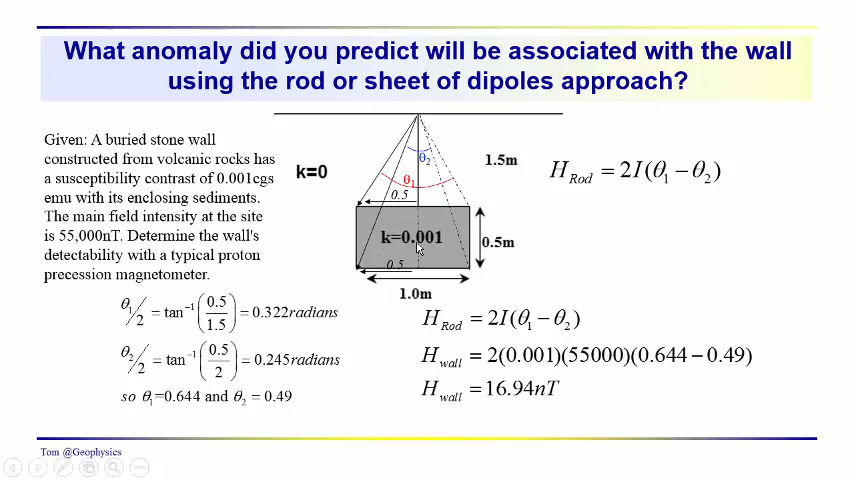 What anomaly did you predict will be associated with the wall
using the rod or sheet of dipoles approach?
Given: A buried stone wall
constructed from volcanic rocks has
a susceptibility contrast of 0.001cgs
emu with its enclosing sediments.
The main field intensity at the site
is 55,000nT. Determine the wall's
detectability with a typical proton
precession magnetometer.
θ₁/2 = tan⁻¹(0.5/1.5) = 0.322radians
θ₂/2 = tan⁻¹(0.5/2) = 0.245radians
so θ₁=0.644 and θ₂ = 0.49
k=0
θ₂
θ₁
1.5m
0.5
k=0.001
0.5m
0.5
1.0m
H_Rod = 2I(θ₁ − θ₂)
H_Rod = 2I(θ₁ − θ₂)
H_wall = 2(0.001)(55000)(0.644 − 0.49)
H_wall = 16.94nT
Tom @Geophysics